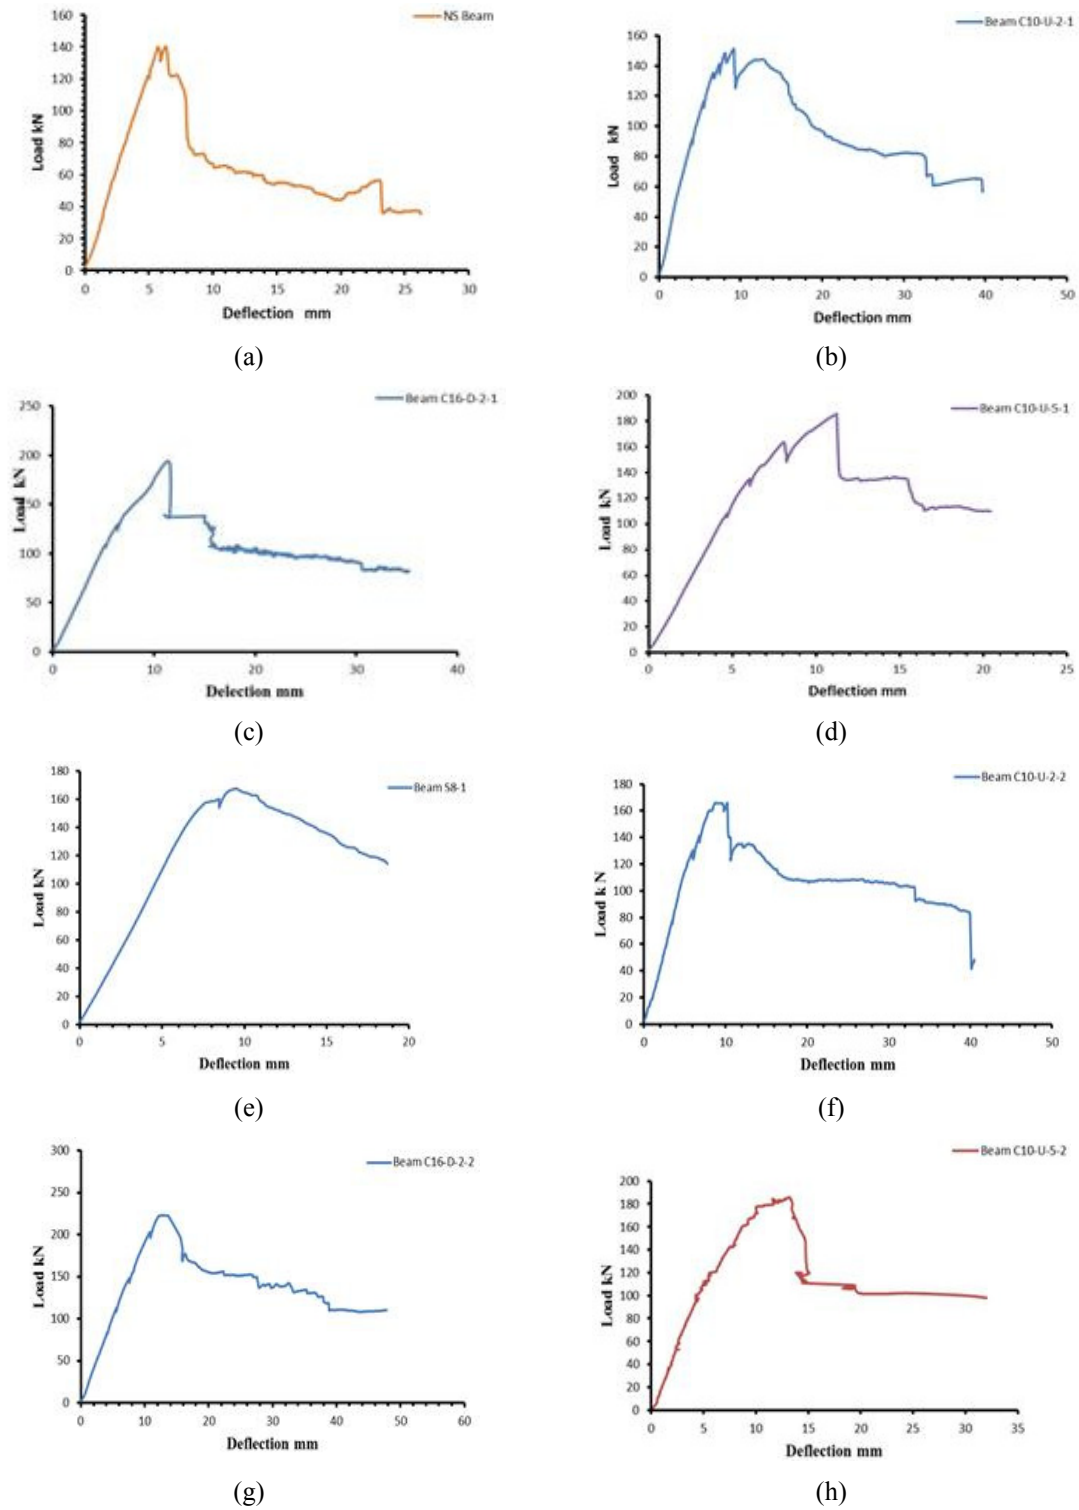 NS Beam
160
140
120
100
80
60
40
20
0
Load kN
0 5 10 15 20 25 30
Deflection mm
(a)
Beam C10-U-2-1
160
140
120
100
80
60
40
20
0
Load kN
0 10 20 30 40 50
Deflection mm
(b)
Beam C16-D-2-1
250
200
150
100
50
0
Load kN
0 10 20 30 40
Delection mm
(c)
Beam C10-U-5-1
200
180
160
140
120
100
80
60
40
20
0
Load kN
0 5 10 15 20 25
Deflection mm
(d)
Beam S8-1
180
160
140
120
100
80
60
40
20
0
Load kN
0 5 10 15 20
Deflection mm
(e)
Beam C10-U-2-2
180
160
140
120
100
80
60
40
20
0
Load k N
0 10 20 30 40 50
Deflection mm
(f)
Beam C16-D-2-2
300
250
200
150
100
50
0
Load kN
0 10 20 30 40 50 60
Deflection mm
(g)
Beam C10-U-5-2
200
180
160
140
120
100
80
60
40
20
0
Load kN
0 5 10 15 20 25 30 35
Deflection mm
(h)